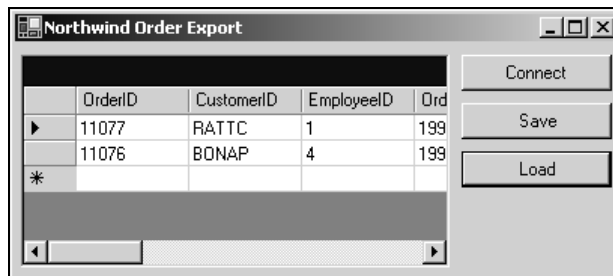 Northwind Order Export
Connect
OrderID CustomerID EmployeeID Ord
11077 RATTC 1 199
Save
11076 BONAP 4 199
Load